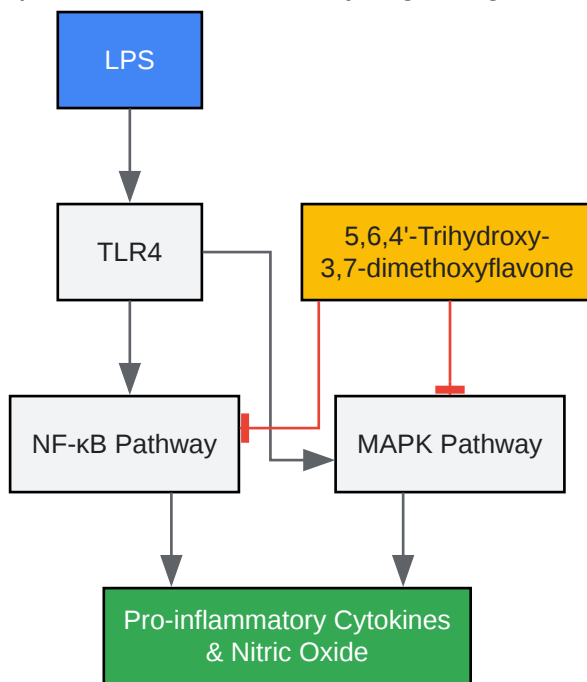 LPS
TLR4
5,6,4'-Trihydroxy-
3,7-dimethoxyflavone
NF-κB Pathway
MAPK Pathway
Pro-inflammatory Cytokines
& Nitric Oxide